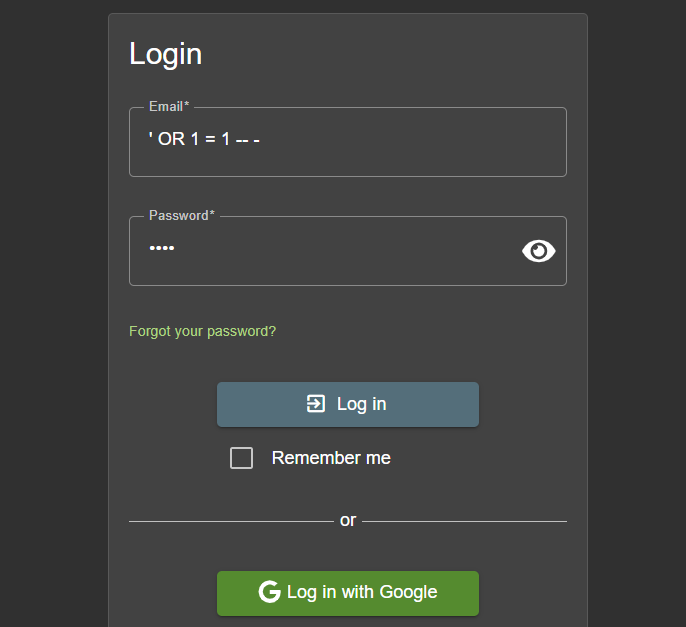 Login
Email*
' OR 1 = 1 -- -
Password*
••••
Forgot your password?
Log in
Remember me
or
Log in with Google